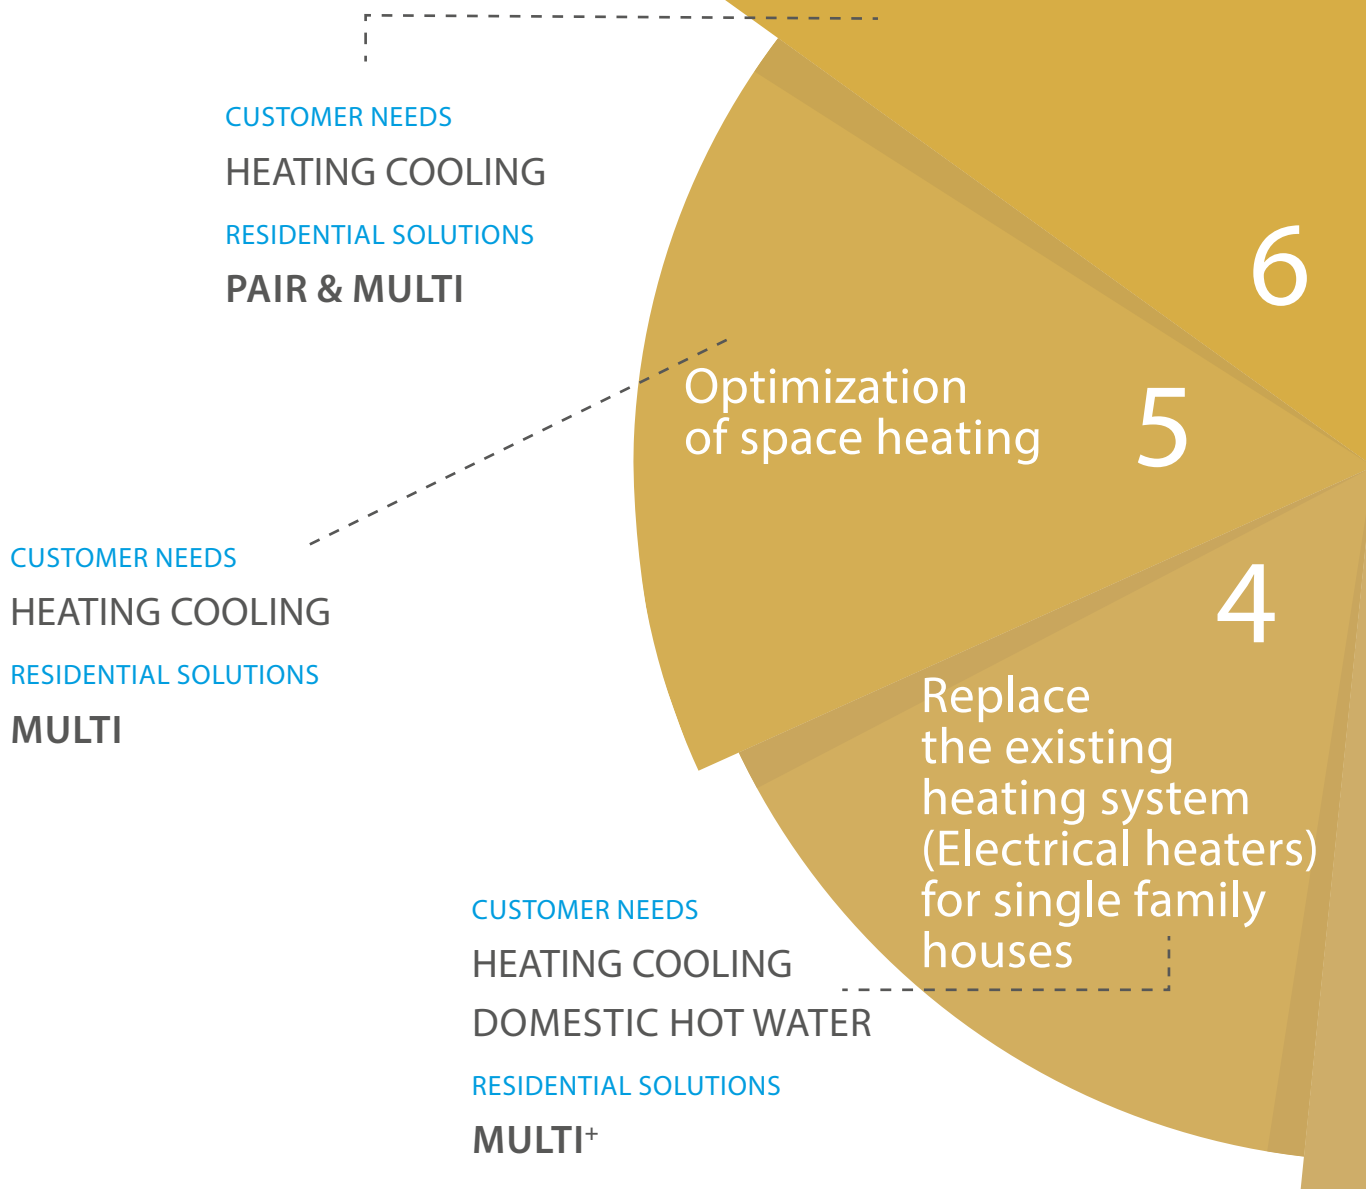 CUSTOMER NEEDS
HEATING COOLING
RESIDENTIAL SOLUTIONS
PAIR & MULTI
6
Optimization
of space heating
5
CUSTOMER NEEDS
HEATING COOLING
RESIDENTIAL SOLUTIONS
MULTI
4
Replace
the existing
heating system
(Electrical heaters)
for single family
houses
CUSTOMER NEEDS
HEATING COOLING
DOMESTIC HOT WATER
RESIDENTIAL SOLUTIONS
MULTI⁺